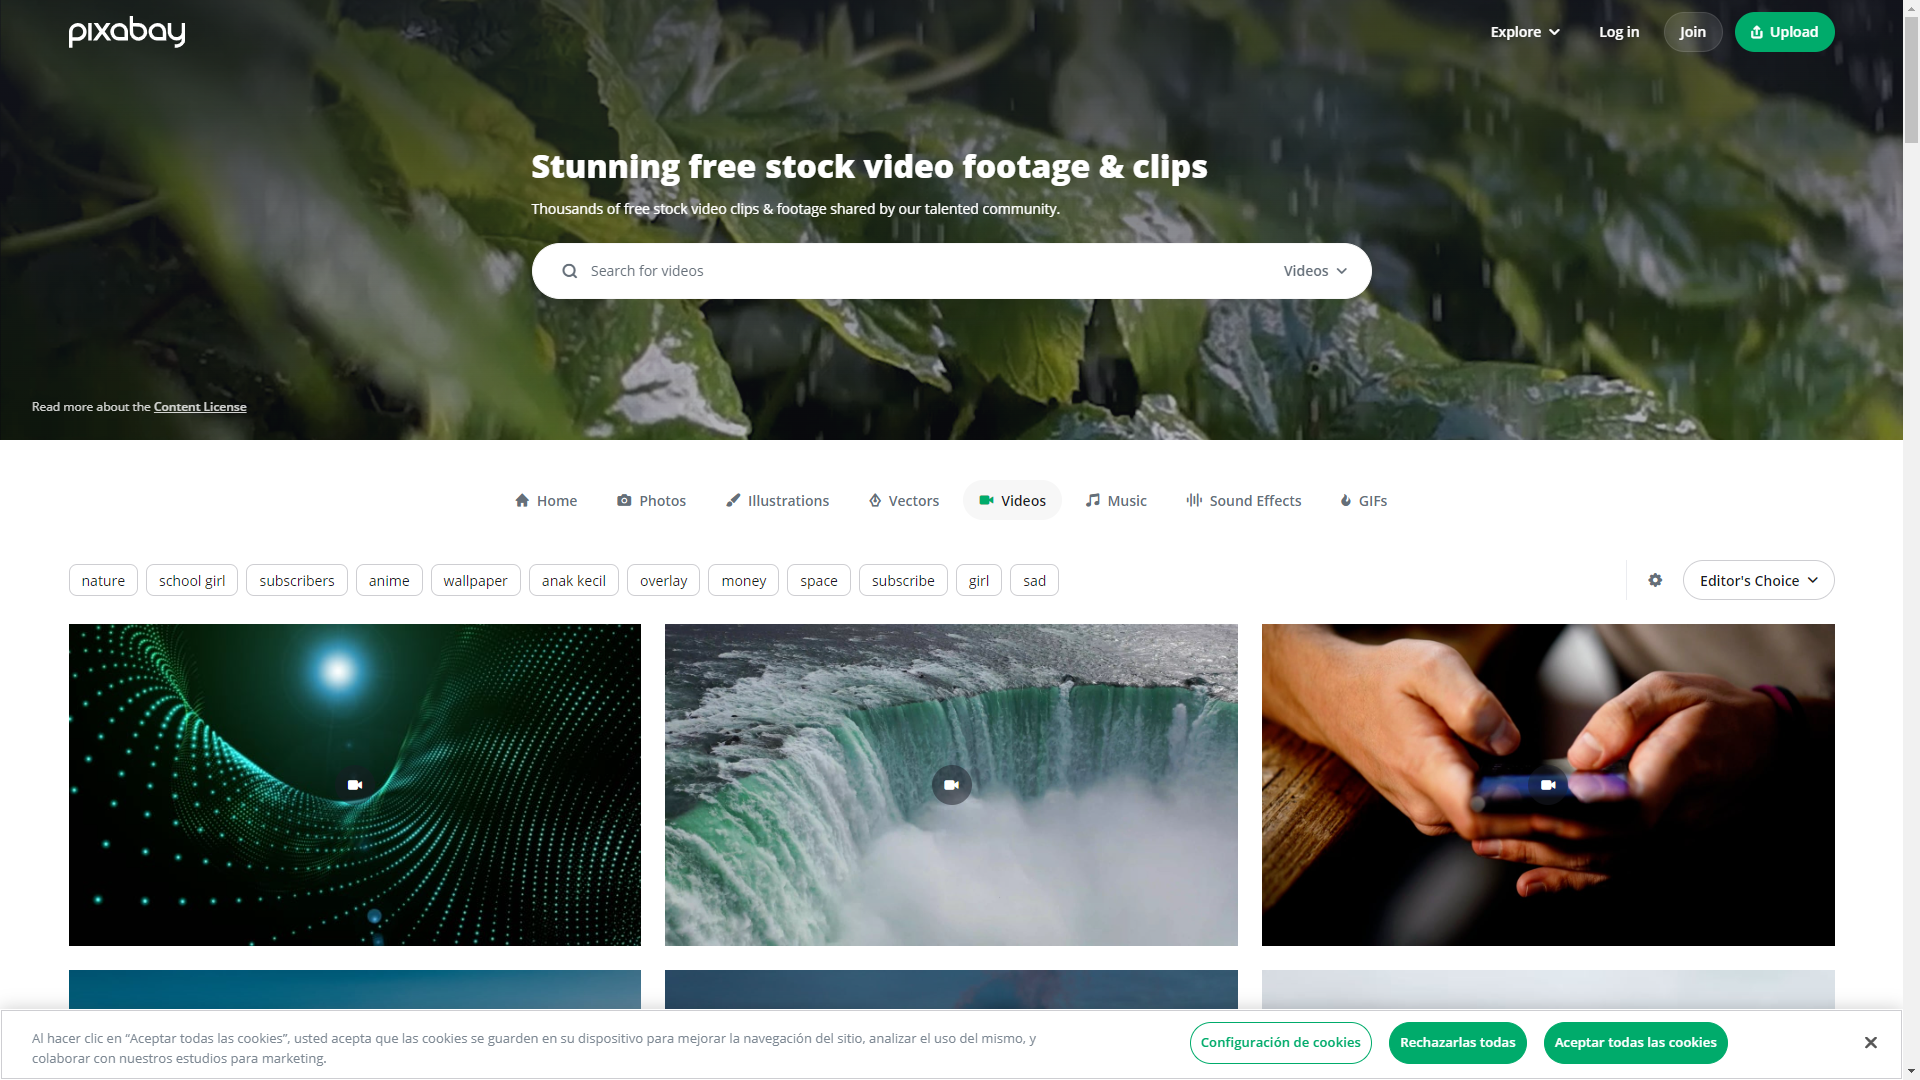 pixabay
Explore
Log in
Join
Upload
Stunning free stock video footage & clips
Thousands of free stock video clips & footage shared by our talented community.
Search for videos
Videos
Read more about the Content License
Home
Photos
Illustrations
Vectors
Videos
Music
Sound Effects
GIFs
nature
school girl
subscribers
anime
wallpaper
anak kecil
overlay
money
space
subscribe
girl
sad
Editor's Choice
Al hacer clic en “Aceptar todas las cookies”, usted acepta que las cookies se guarden en su dispositivo para mejorar la navegación del sitio, analizar el uso del mismo, y
colaborar con nuestros estudios para marketing.
Configuración de cookies
Rechazarlas todas
Aceptar todas las cookies